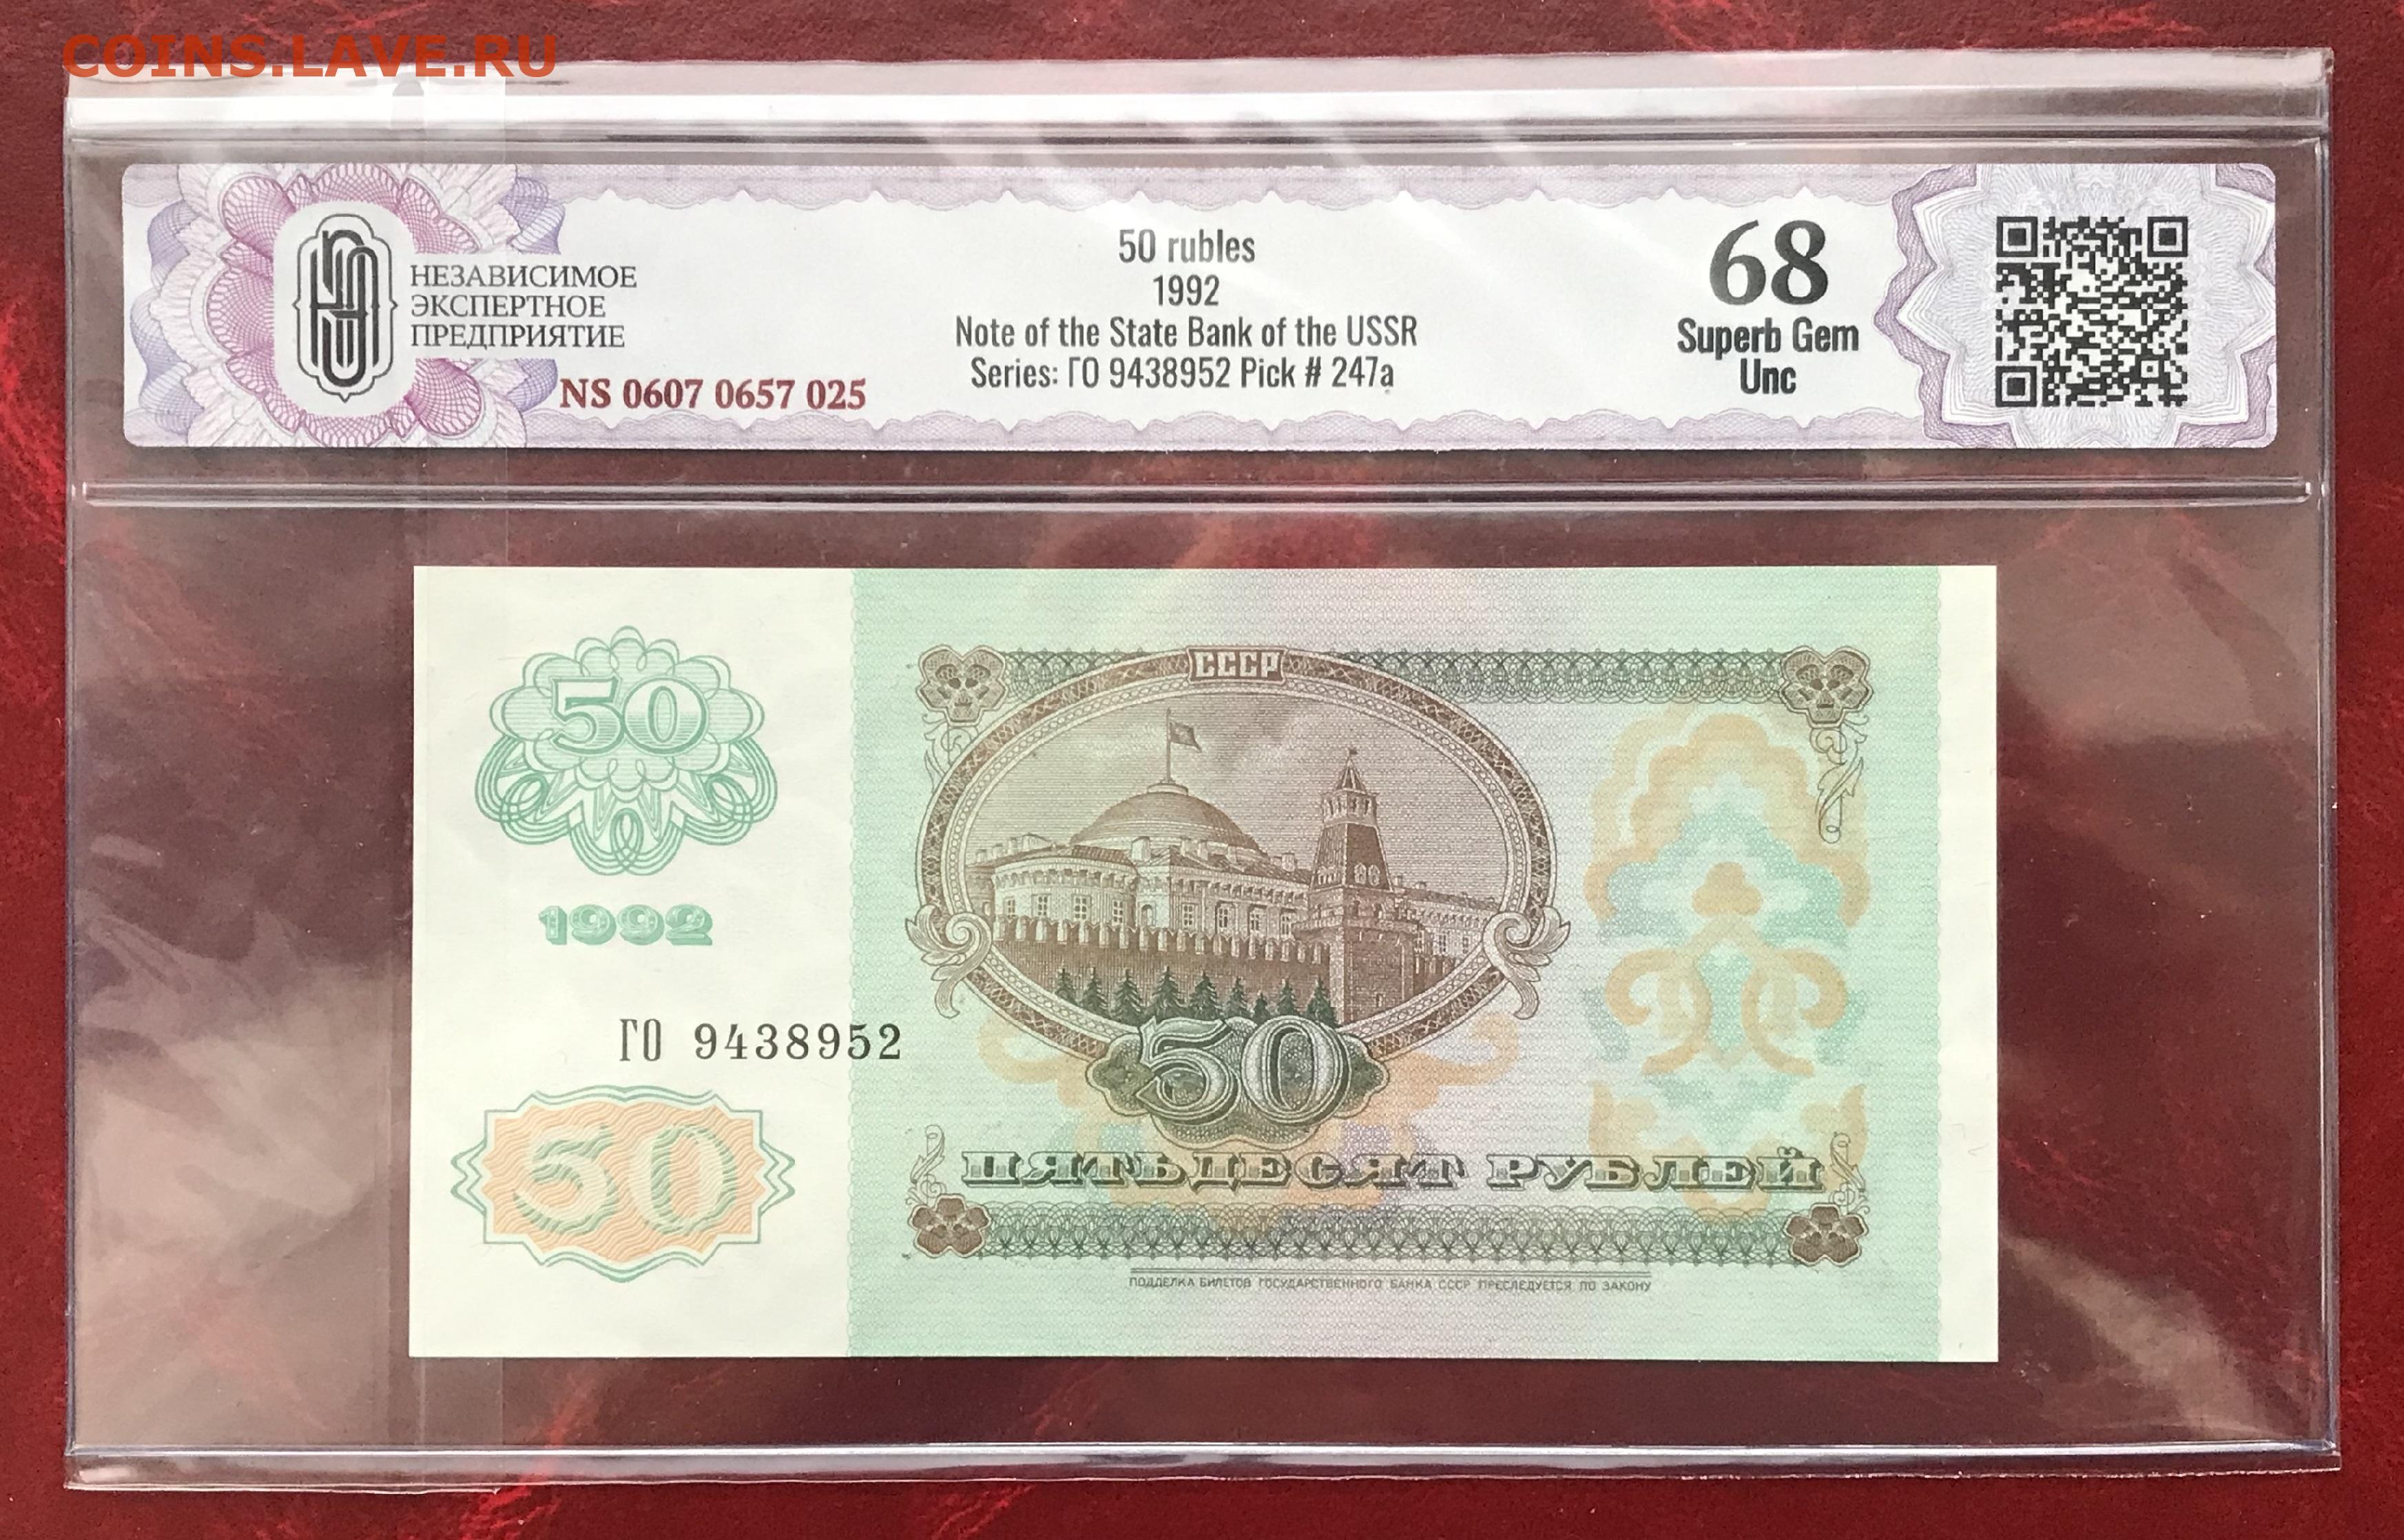 COINS.LAVE.RU
НЕЗАВИСИМОЕ
ЭКСПЕРТНОЕ
ПРЕДПРИЯТИЕ
NS 0607 0657 025
50 rubles
1992
Note of the State Bank of the USSR
Series: ГО 9438952 Pick # 247a
68
Superb Gem
Unc
50
1992
ГО 9438952
50
СССР
50
ПЯТЬДЕСЯТ РУБЛЕЙ
ПОДДЕЛКА БИЛЕТОВ ГОСУДАРСТВЕННОГО БАНКА СССР ПРЕСЛЕДУЕТСЯ ПО ЗАКОНУ